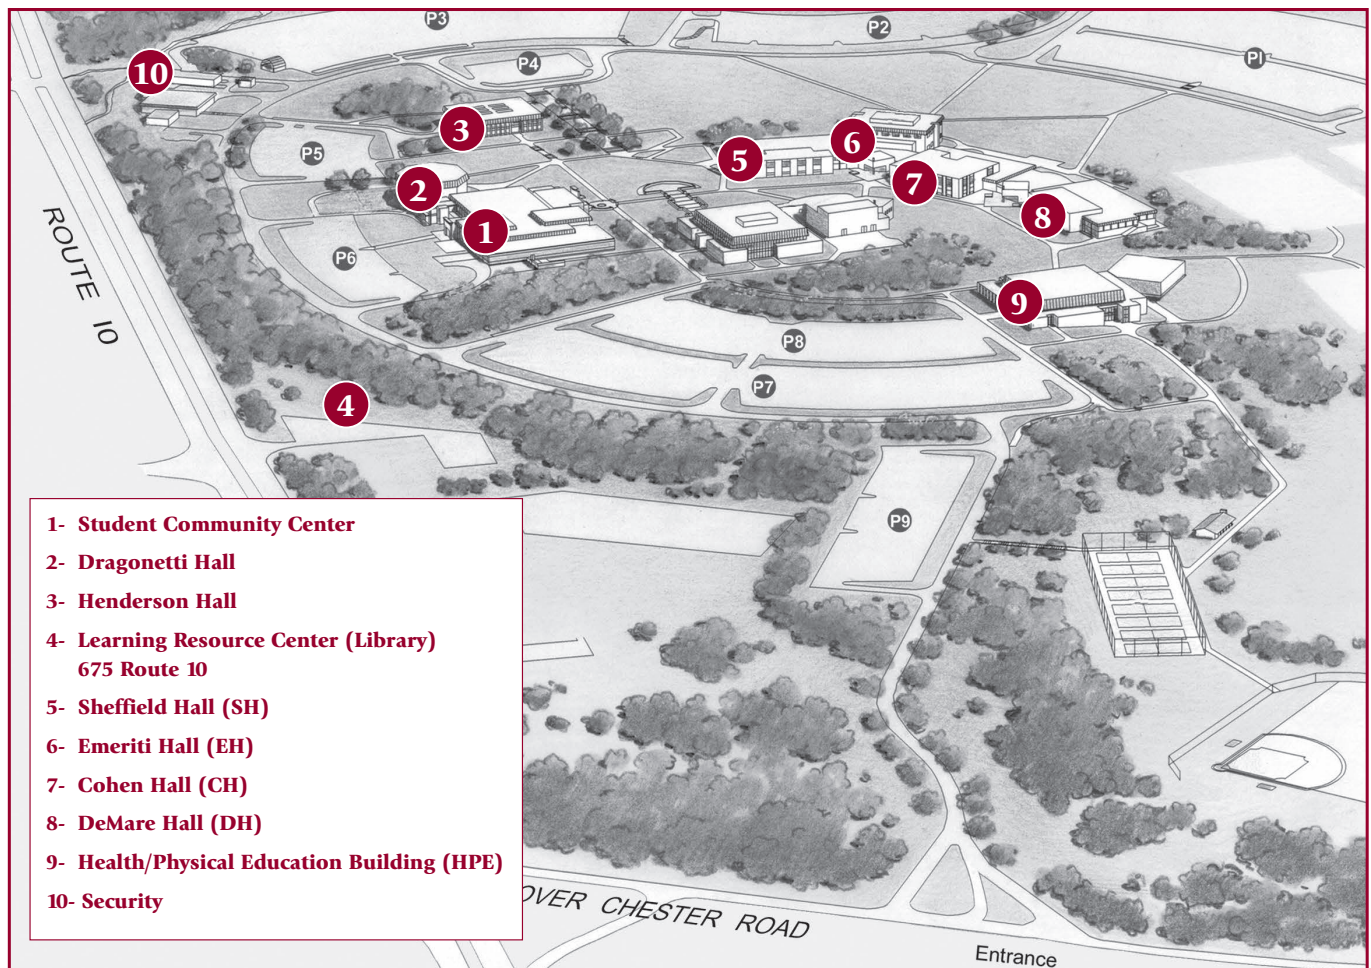 P3
P2
P1
P4
10
3
P5
6
5
7
2
8
1
P6
9
ROUTE 10
P8
P7
4
P9
1- Student Community Center
2- Dragonetti Hall
3- Henderson Hall
4- Learning Resource Center (Library)
675 Route 10
5- Sheffield Hall (SH)
6- Emeriti Hall (EH)
7- Cohen Hall (CH)
8- DeMare Hall (DH)
9- Health/Physical Education Building (HPE)
10- Security
OVER CHESTER ROAD
Entrance